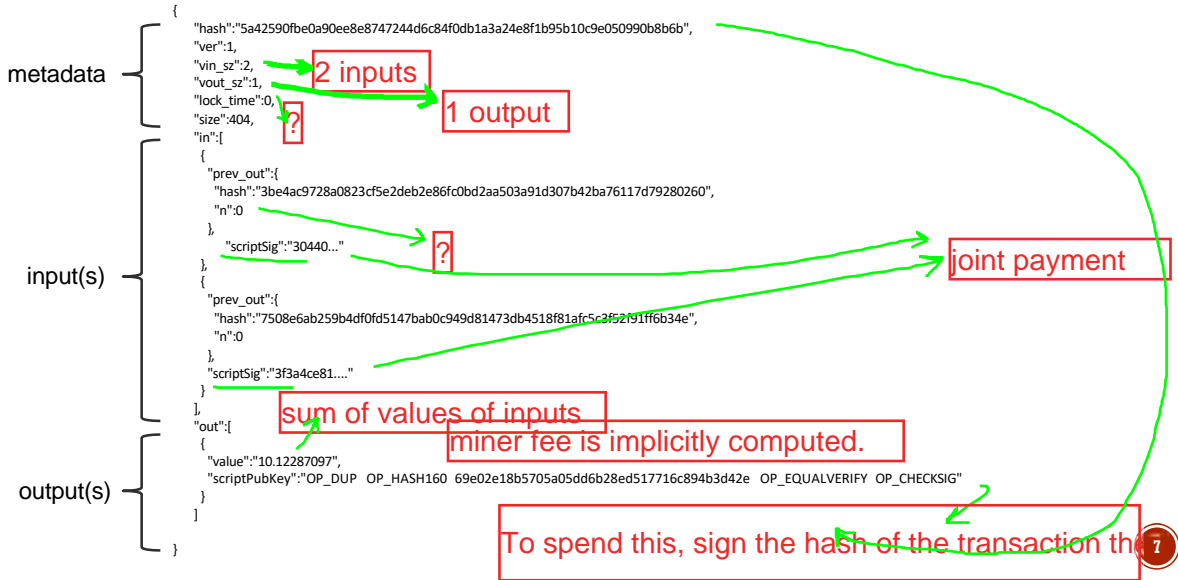 {
"hash":"5a42590fbe0a90ee8e8747244d6c84f0db1a3a24e8f1b95b10c9e050990b8b6b",
"ver":1,
metadata
"vin_sz":2,
2 inputs
"vout_sz":1,
1 output
"lock_time":0,
?
"size":404,
"in":[
{
"prev_out":{
"hash":"3be4ac9728a0823cf5e2deb2e86fc0bd2aa503a91d307b42ba76117d79280260",
"n":0
},
?
"scriptSig":"30440..."
joint payment
},
input(s)
{
"prev_out":{
"hash":"7508e6ab259b4df0fd5147bab0c949d81473db4518f81afc5c3f52f91ff6b34e",
"n":0
},
"scriptSig":"3f3a4ce81...."
}
],
sum of values of inputs
"out":[
miner fee is implicitly computed.
{
"value":"10.12287097",
output(s)
"scriptPubKey":"OP_DUP OP_HASH160 69e02e18b5705a05dd6b28ed517716c894b3d42e OP_EQUALVERIFY OP_CHECKSIG"
}
]
To spend this, sign the hash of the transaction the
7
}